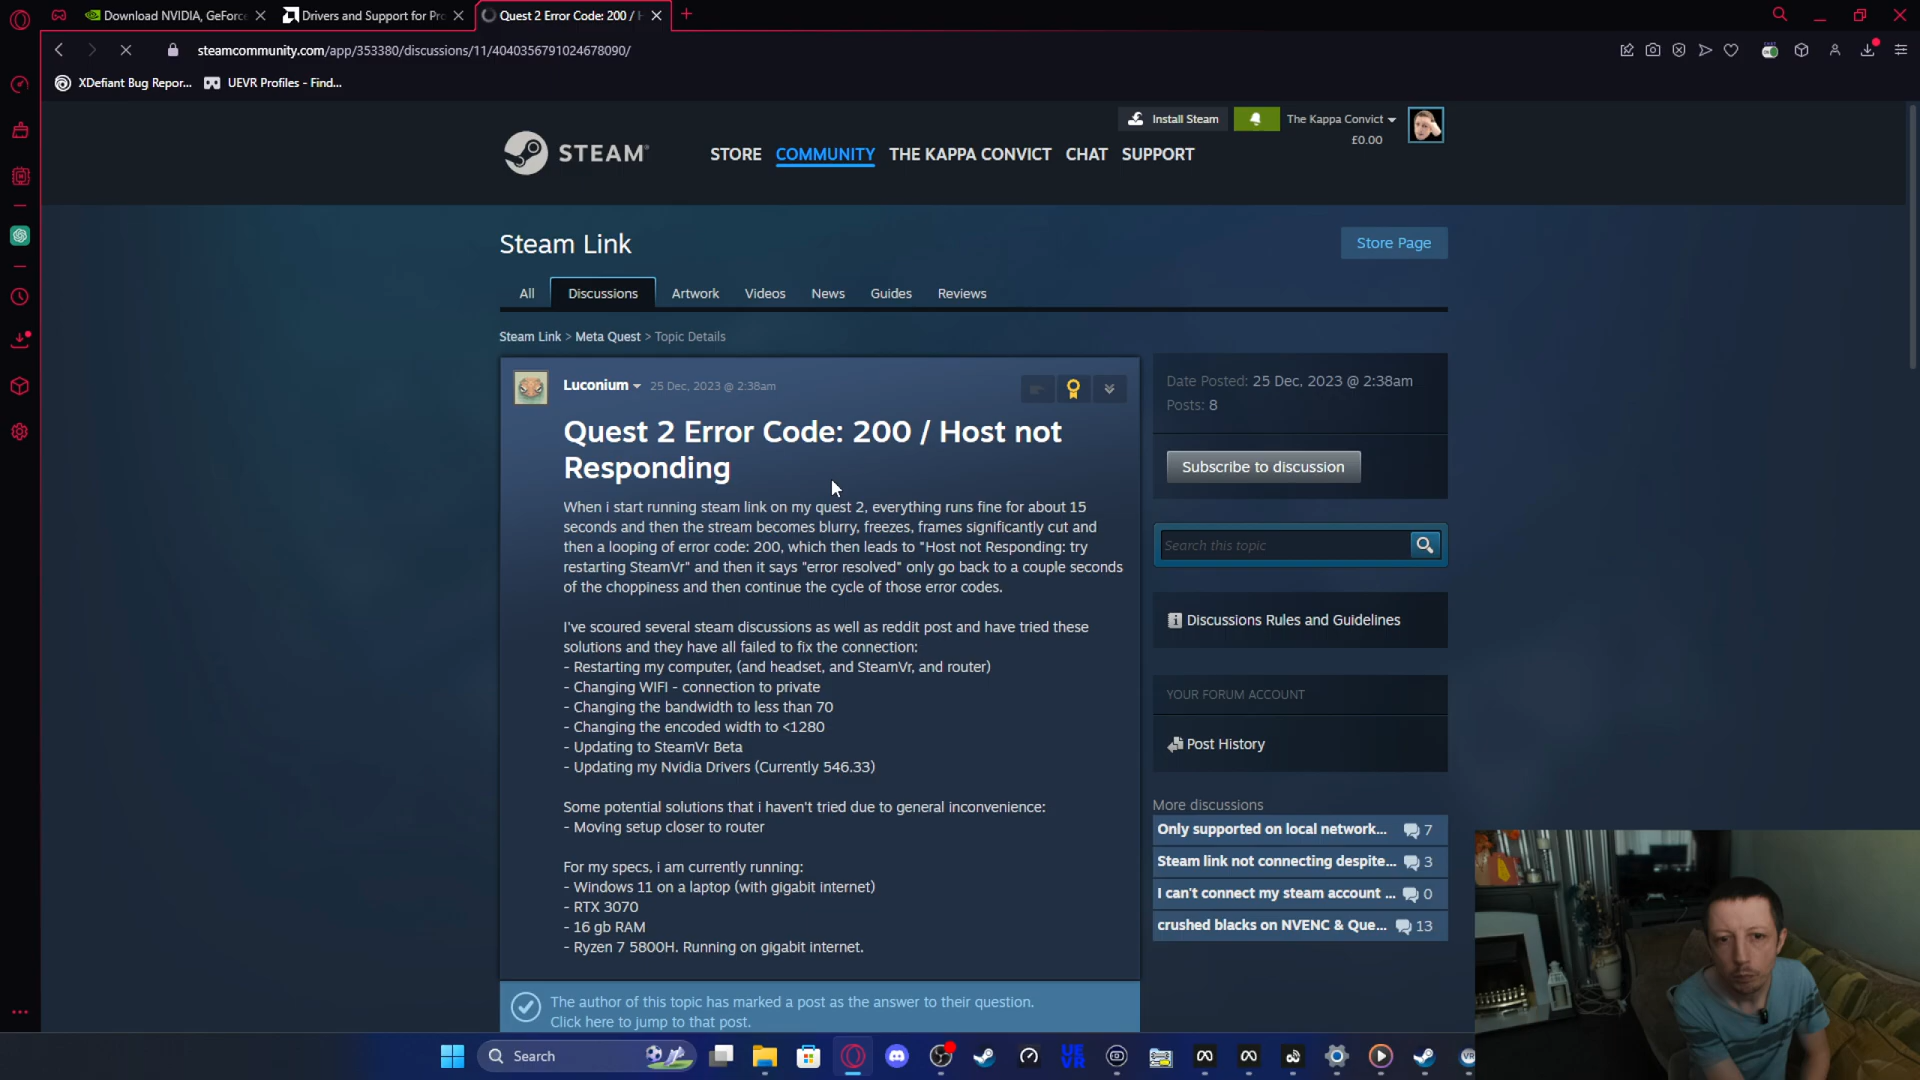 Download NVIDIA, GeForce
Drivers and Support for Pro
Quest 2 Error Code: 200 / H
steamcommunity.com/app/353380/discussions/11/4040356791024678090/
XDefiant Bug Repor...
UEVR Profiles - Find...
Install Steam
The Kappa Convict
£0.00
STEAM
STORE
COMMUNITY
THE KAPPA CONVICT
CHAT
SUPPORT
Steam Link
Store Page
All
Discussions
Artwork
Videos
News
Guides
Reviews
Steam Link > Meta Quest > Topic Details
Luconium
25 Dec, 2023 @ 2:38am
Quest 2 Error Code: 200 / Host not
Responding
When i start running steam link on my quest 2, everything runs fine for about 15
seconds and then the stream becomes blurry, freezes, frames significantly cut and
then a looping of error code: 200, which then leads to "Host not Responding: try
restarting SteamVr" and then it says "error resolved" only go back to a couple seconds
of the choppiness and then continue the cycle of those error codes.
I've scoured several steam discussions as well as reddit post and have tried these
solutions and they have all failed to fix the connection:
- Restarting my computer, (and headset, and SteamVr, and router)
- Changing WIFI - connection to private
- Changing the bandwidth to less than 70
- Changing the encoded width to <1280
- Updating to SteamVr Beta
- Updating my Nvidia Drivers (Currently 546.33)
Some potential solutions that i haven't tried due to general inconvenience:
- Moving setup closer to router
For my specs, i am currently running:
- Windows 11 on a laptop (with gigabit internet)
- RTX 3070
- 16 gb RAM
- Ryzen 7 5800H. Running on gigabit internet.
The author of this topic has marked a post as the answer to their question.
Click here to jump to that post.
Date Posted: 25 Dec, 2023 @ 2:38am
Posts: 8
Subscribe to discussion
Search this topic
Discussions Rules and Guidelines
YOUR FORUM ACCOUNT
Post History
More discussions
Only supported on local network... 7
Steam link not connecting despite... 3
I can't connect my steam account ... 0
crushed blacks on NVENC & Que... 13
Search
UE
VR